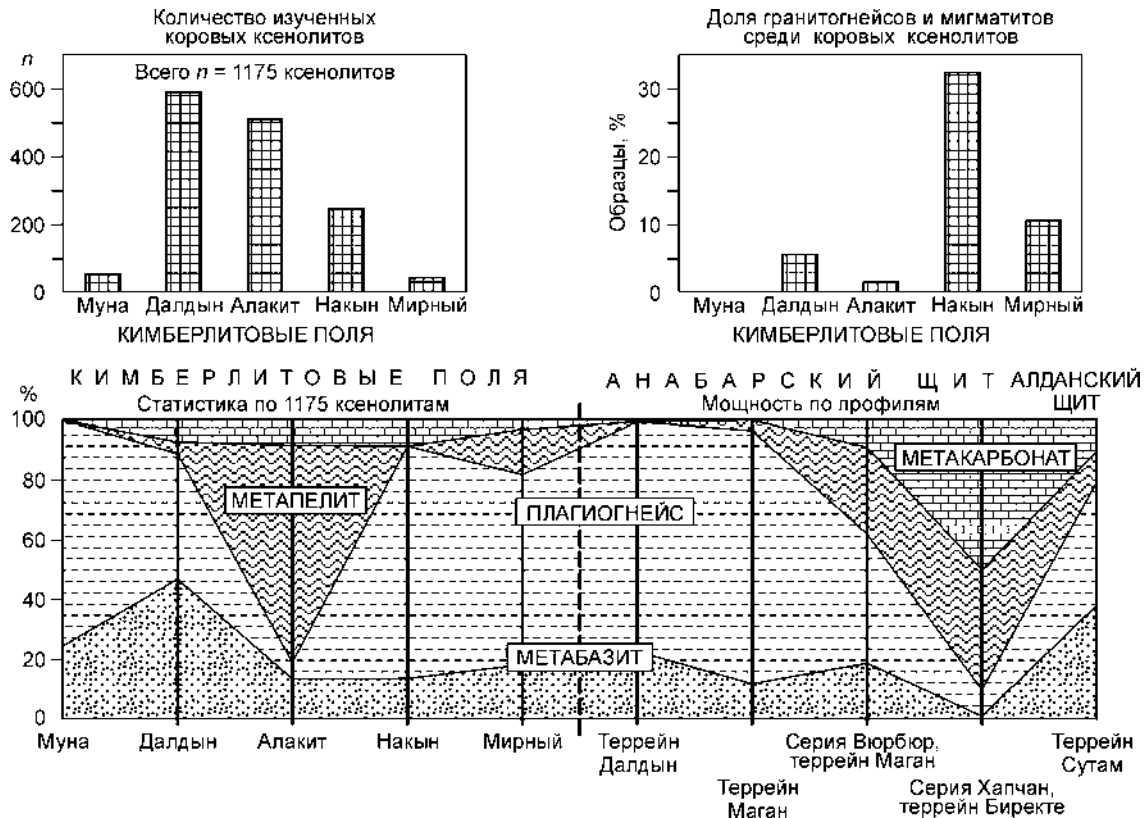 Количество изученных
коровых ксенолитов
n
Всего n = 1175 ксенолитов
600
400
200
0
Муна Далдын Алакит Накын Мирный
КИМБЕРЛИТОВЫЕ ПОЛЯ
Доля гранитогнейсов и мигматитов
среди коровых ксенолитов
Образцы, %
30
20
10
0
Муна Далдын Алакит Накын Мирный
КИМБЕРЛИТОВЫЕ ПОЛЯ
КИМБЕРЛИТОВЫЕ ПОЛЯ
Статистика по 1175 ксенолитам
АНАБАРСКИЙ ЩИТ
Мощность по профилям
АЛДАНСКИЙ
ЩИТ
%
100
80
60
40
20
0
МЕТАПЕЛИТ
ПЛАГИОГНЕЙС
МЕТАКАРБОНАТ
МЕТАБАЗИТ
Муна
Далдын
Алакит
Накын
Мирный
Террейн
Далдын
Террейн
Маган
Серия Вюрбюр,
террейн Маган
Серия Хапчан,
террейн Биректе
Террейн
Сутам